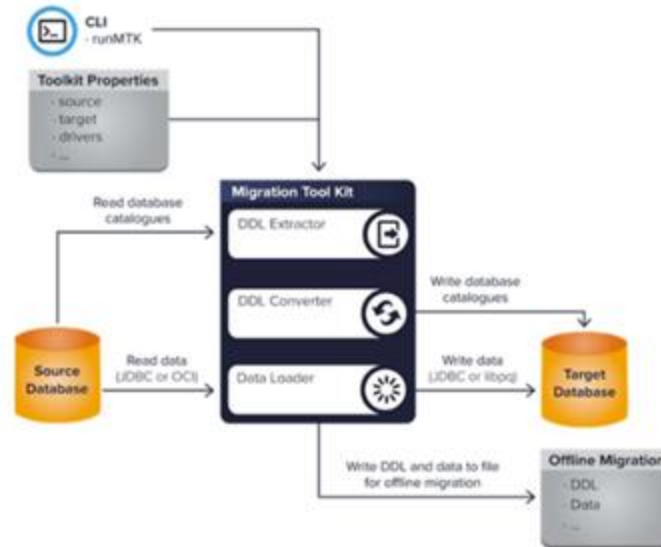 CLI
- runMTK
Toolkit Properties
- source
- target
- drivers
- ...
Read database
catalogues
Migration Tool Kit
DDL Extractor
DDL Converter
Data Loader
Source
Database
Read data
(JDBC or OCI)
Write database
catalogues
Write data
(JDBC or libpq)
Target
Database
Write DDL and data to file
for offline migration
Offline Migration
- DDL
- Data
- ...